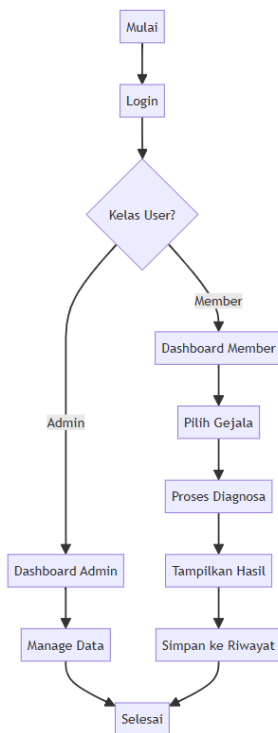 Mulai
Login
Kelas User?
Member
Dashboard Member
Pilih Gejala
Admin
Proses Diagnosa
Dashboard Admin
Tampilkan Hasil
Manage Data
Simpan ke Riwayat
Selesai